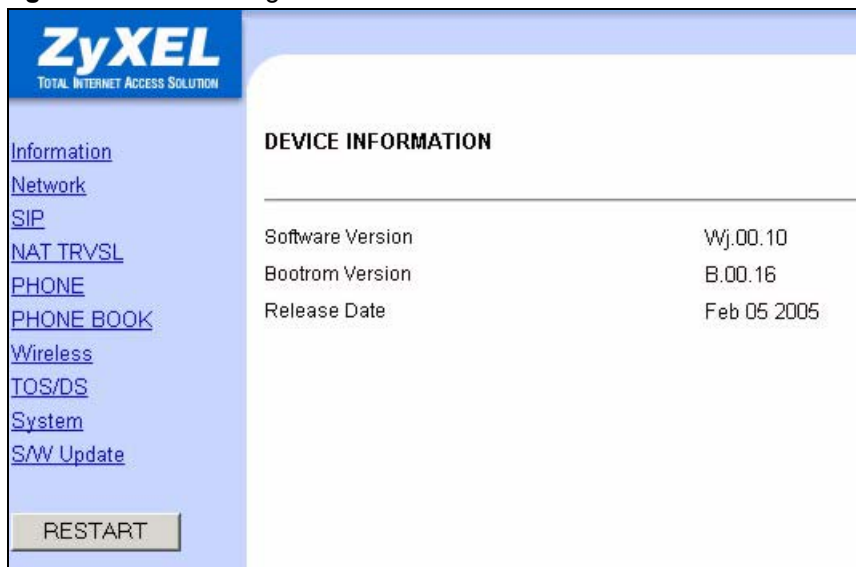 ZyXEL
TOTAL INTERNET ACCESS SOLUTION
Information
Network
SIP
NAT TRVSL
PHONE
PHONE BOOK
Wireless
TOS/DS
System
S/W Update
RESTART
DEVICE INFORMATION
Software Version Wj.00.10
Bootrom Version B.00.16
Release Date Feb 05 2005